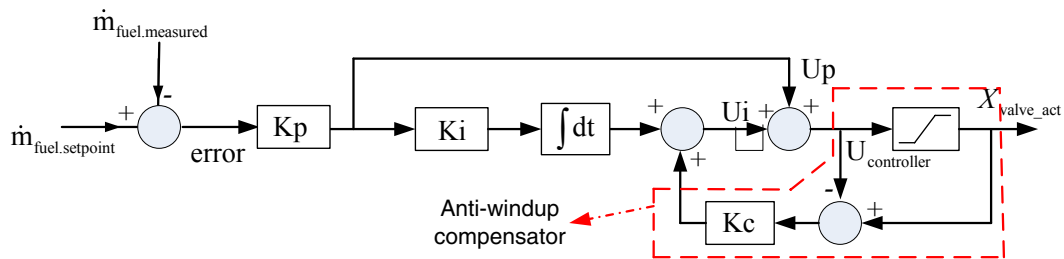 ṁfuel.measured
-
+
ṁfuel.setpoint
error
Kp
Ki
∫dt
+
+
Ui
+
Up
+
Ucontroller
Xvalve_act
-
+
Kc
Anti-windup
compensator